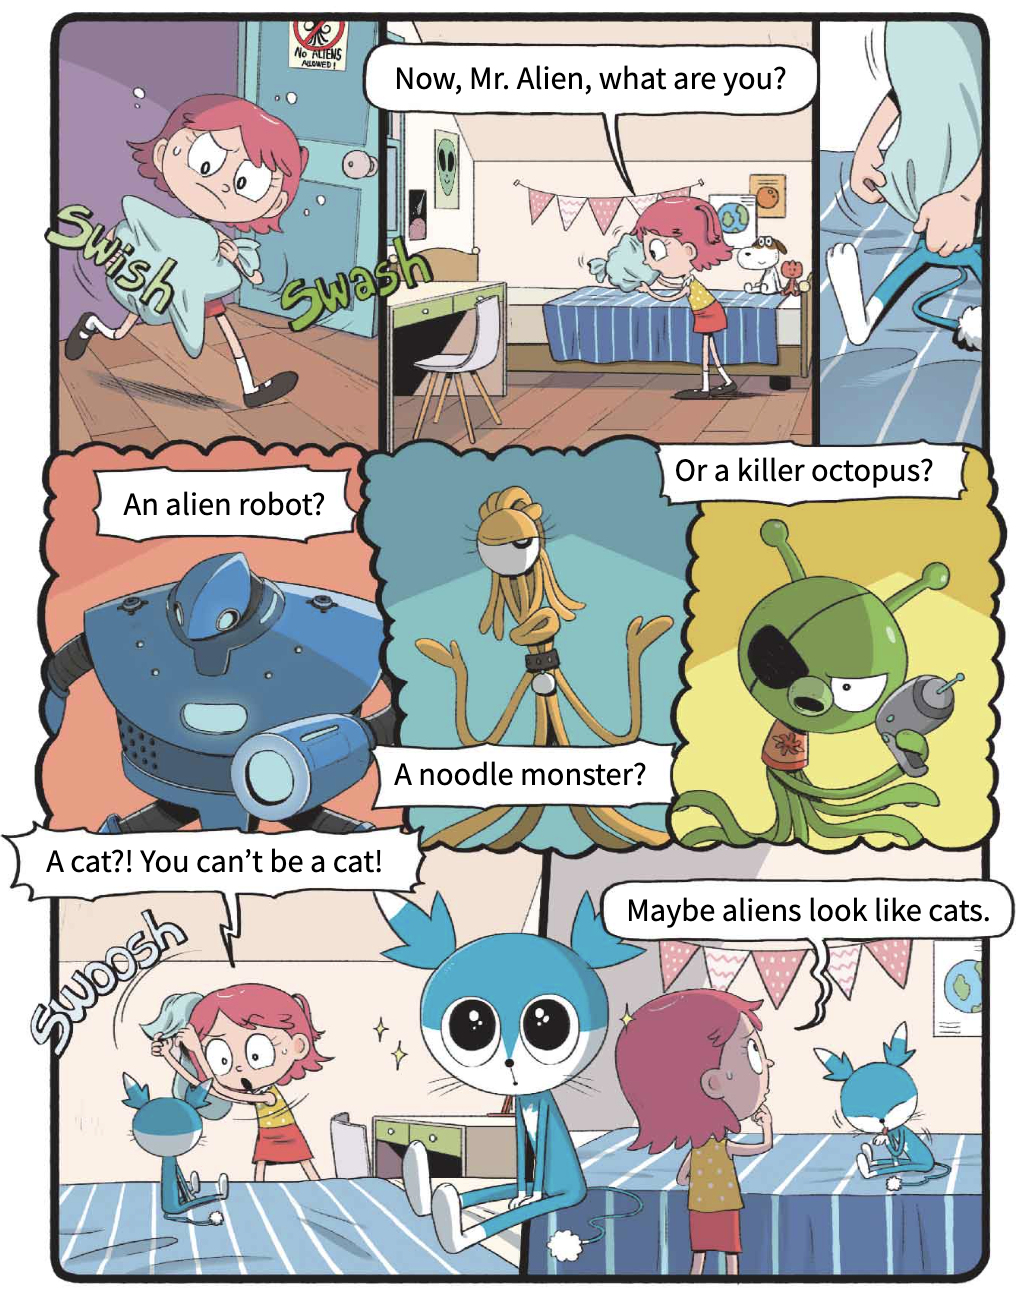 No ALIENS
ALLOWED!
Now, Mr. Alien, what are you?
Swish
Swash
An alien robot?
A noodle monster?
Or a killer octopus?
A cat?! You can't be a cat!
Swoosh
Maybe aliens look like cats.